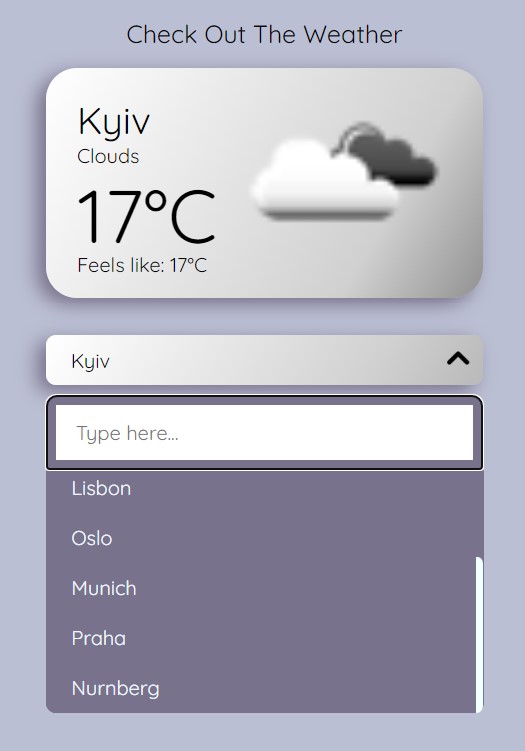 Check Out The Weather
Kyiv
Clouds
17°C
Feels like: 17°C
Kyiv
Type here...
Lisbon
Oslo
Munich
Praha
Nurnberg